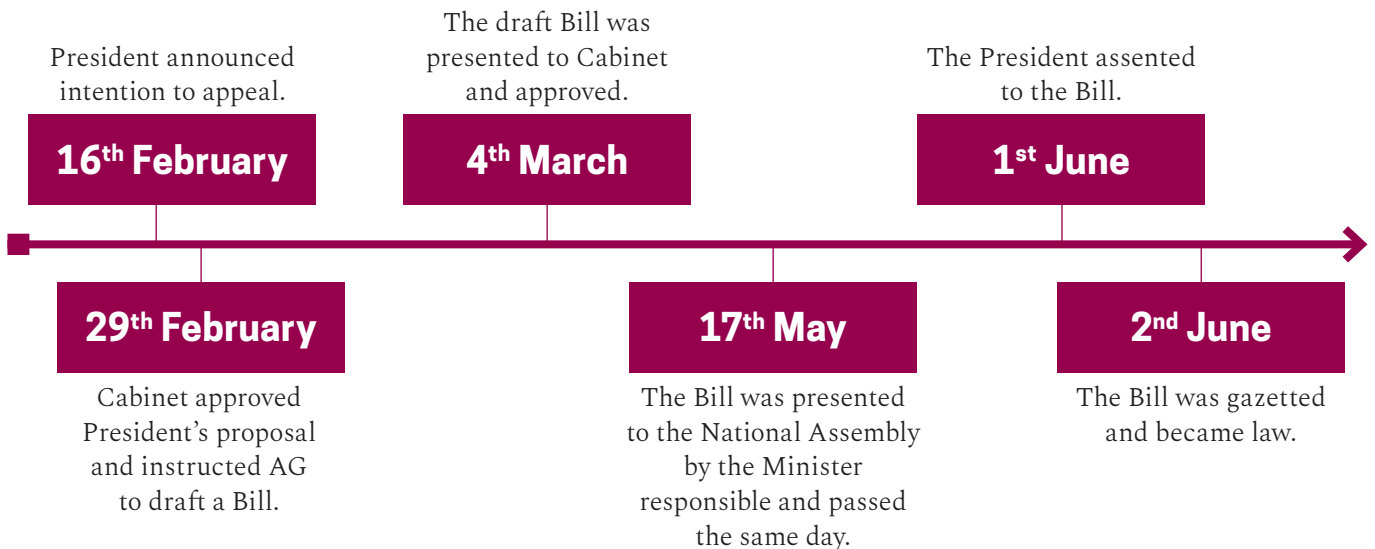 President announced
intention to appeal.
16th February
The draft Bill was
presented to Cabinet
and approved.
4th March
The President assented
to the Bill.
1st June
29th February
Cabinet approved
President’s proposal
and instructed AG
to draft a Bill.
17th May
The Bill was presented
to the National Assembly
by the Minister
responsible and passed
the same day.
2nd June
The Bill was gazetted
and became law.